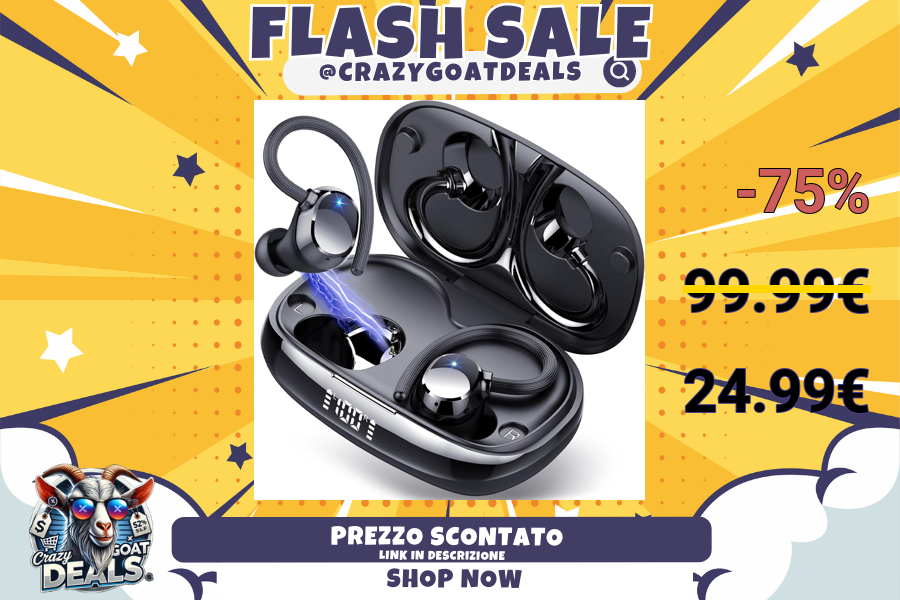 FLASH SALE
@CRAZYGOATDEALS
-75%
99.99€
24.99€
L
R
PREZZO SCONTATO
LINK IN DESCRIZIONE
SHOP NOW
$
Crazy
GOAT
DEALS